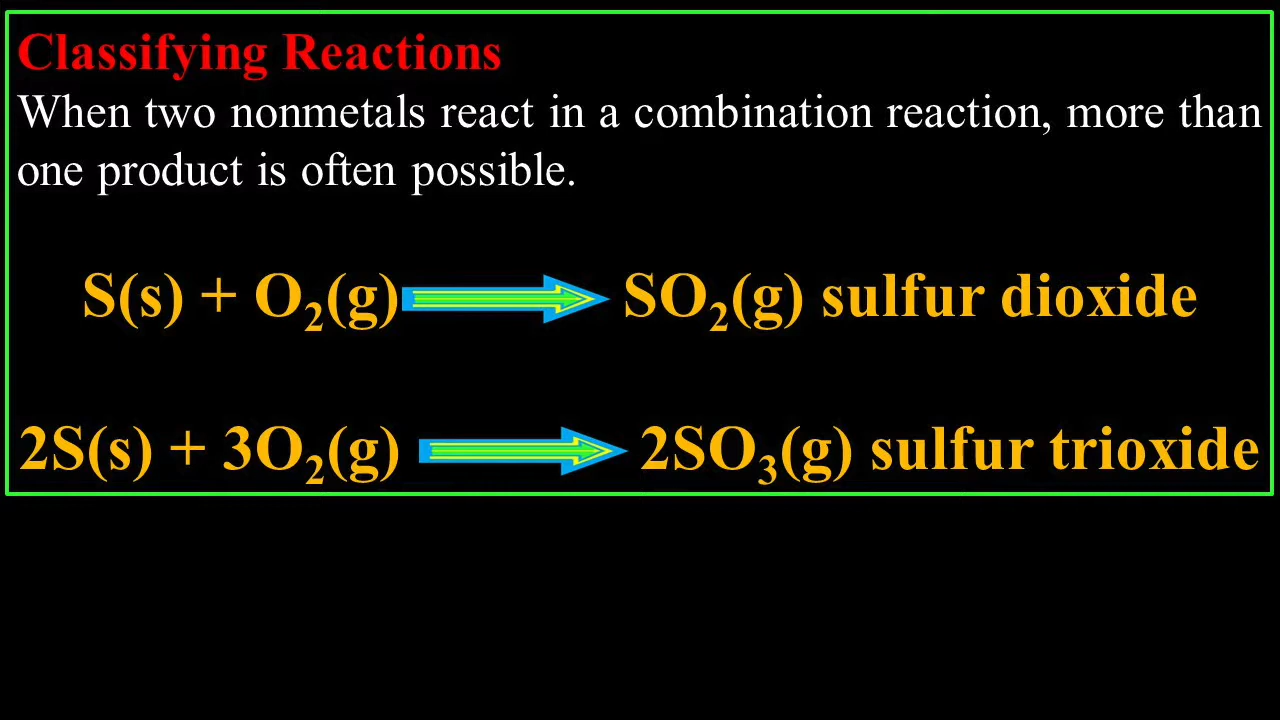 Classifying Reactions
When two nonmetals react in a combination reaction, more than
one product is often possible.
S(s) + O₂(g) SO₂(g) sulfur dioxide
2S(s) + 3O₂(g) 2SO₃(g) sulfur trioxide